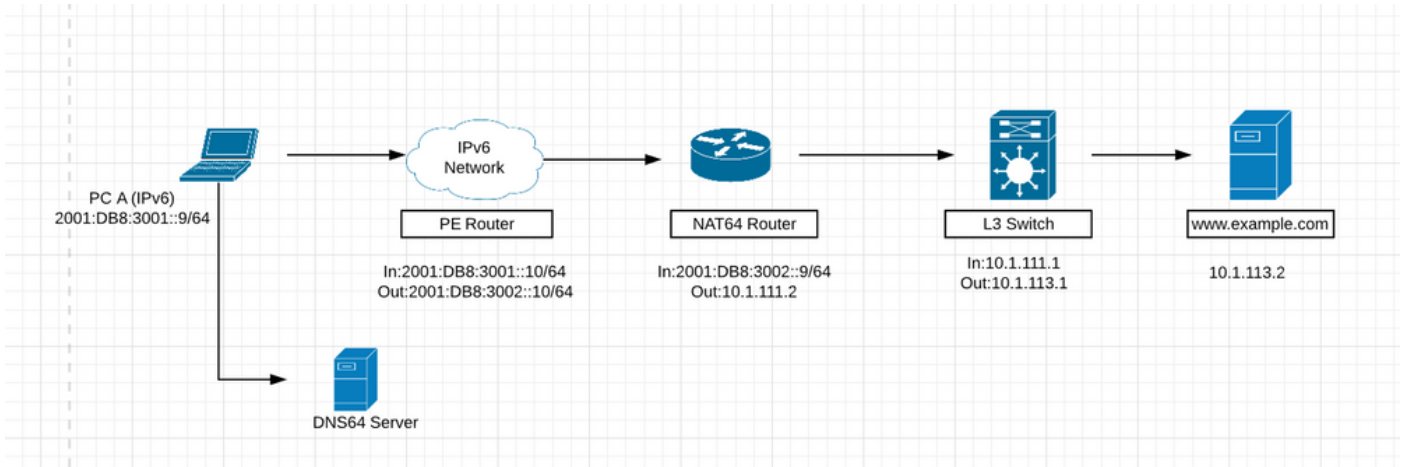 PC A (IPv6)
2001:DB8:3001::9/64
IPv6
Network
PE Router
In:2001:DB8:3001::10/64
Out:2001:DB8:3002::10/64
NAT64 Router
In:2001:DB8:3002::9/64
Out:10.1.111.2
L3 Switch
In:10.1.111.1
Out:10.1.113.1
www.example.com
10.1.113.2
DNS64 Server